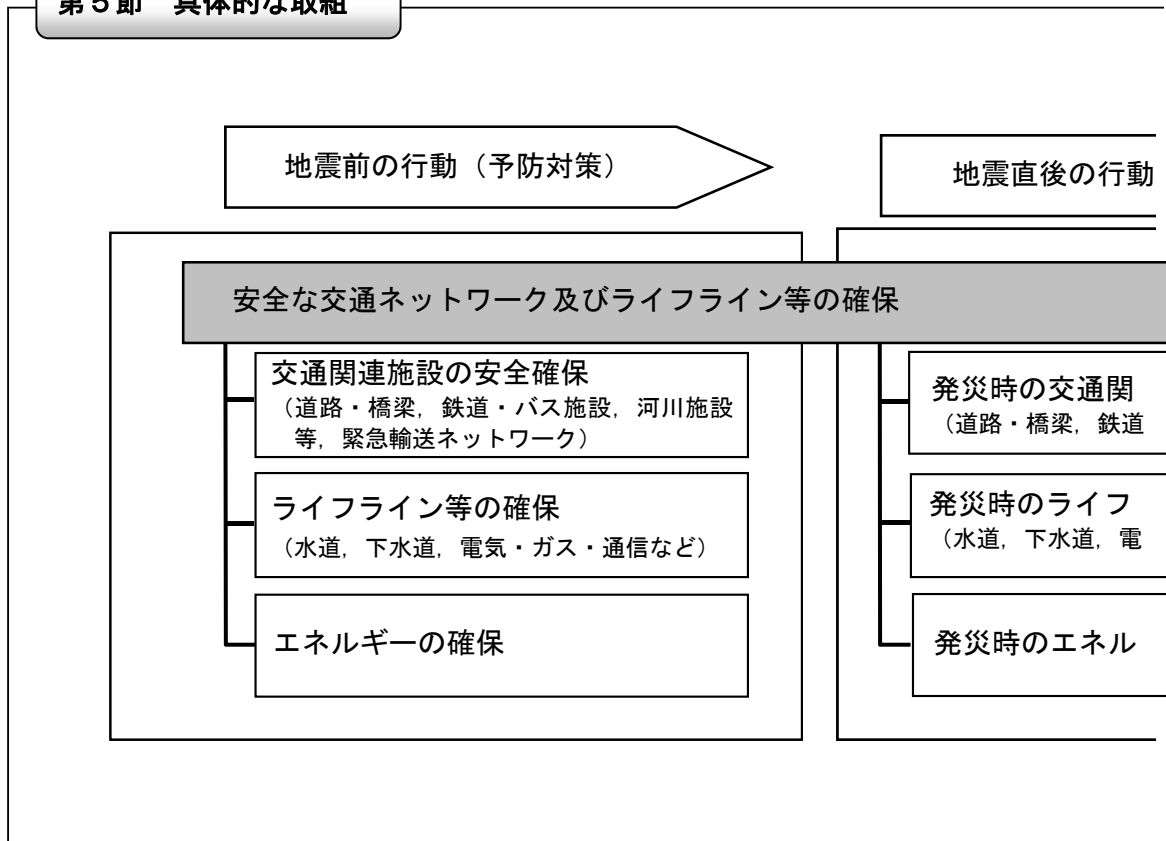 第5節 具体的な取組
地震前の行動（予防対策）
地震直後の行動
安全な交通ネットワーク及びライフライン等の確保
交通関連施設の安全確保
（道路・橋梁，鉄道・バス施設，河川施設
等，緊急輸送ネットワーク）
ライフライン等の確保
（水道，下水道，電気・ガス・通信など）
エネルギーの確保
発災時の交通関
（道路・橋梁，鉄道
発災時のライフ
（水道，下水道，電
発災時のエネル